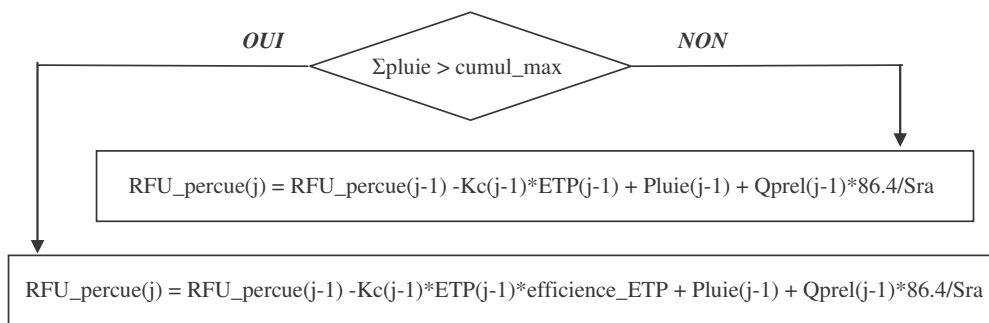 OUI
NON
Σpluie > cumul_max
RFU_percue(j) = RFU_percue(j-1) -Kc(j-1)*ETP(j-1) + Pluie(j-1) + Qprel(j-1)*86.4/Sra
RFU_percue(j) = RFU_percue(j-1) -Kc(j-1)*ETP(j-1)*efficience_ETP + Pluie(j-1) + Qprel(j-1)*86.4/Sra